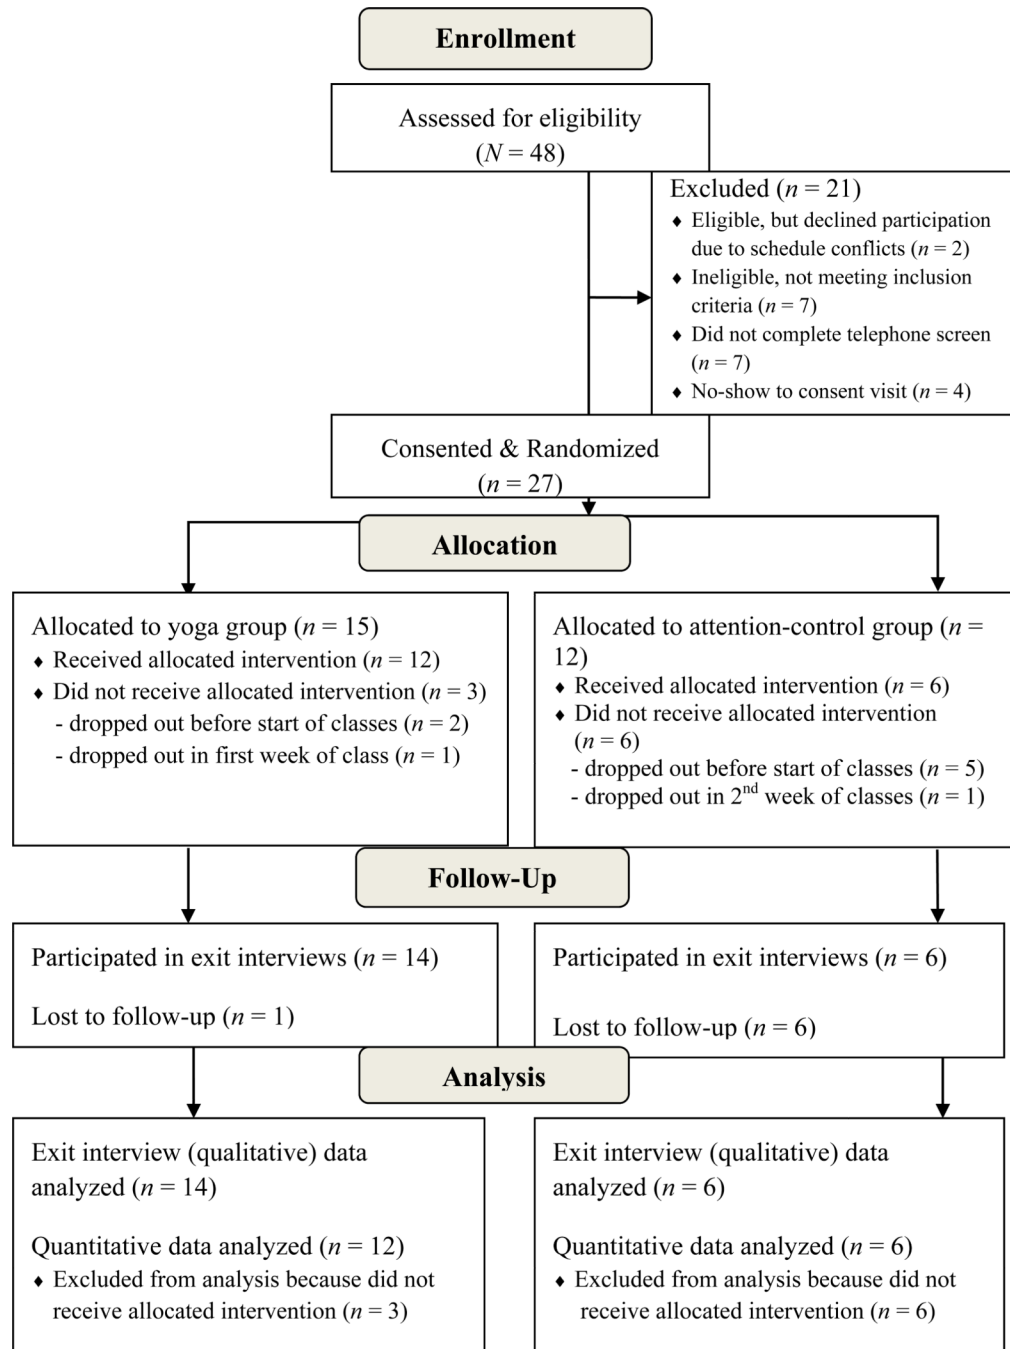 Enrollment
Assessed for eligibility
(N = 48)
Excluded (n = 21)
♦ Eligible, but declined participation
due to schedule conflicts (n = 2)
♦ Ineligible, not meeting inclusion
criteria (n = 7)
♦ Did not complete telephone screen
(n = 7)
♦ No-show to consent visit (n = 4)
Consented & Randomized
(n = 27)
Allocation
Allocated to yoga group (n = 15)
♦ Received allocated intervention (n = 12)
♦ Did not receive allocated intervention (n = 3)
- dropped out before start of classes (n = 2)
- dropped out in first week of class (n = 1)
Allocated to attention-control group (n =
12)
♦ Received allocated intervention (n = 6)
♦ Did not receive allocated intervention
(n = 6)
- dropped out before start of classes (n = 5)
- dropped out in 2nd week of classes (n = 1)
Follow-Up
Participated in exit interviews (n = 14)
Lost to follow-up (n = 1)
Participated in exit interviews (n = 6)
Lost to follow-up (n = 6)
Analysis
Exit interview (qualitative) data
analyzed (n = 14)
Quantitative data analyzed (n = 12)
♦ Excluded from analysis because did not
receive allocated intervention (n = 3)
Exit interview (qualitative) data
analyzed (n = 6)
Quantitative data analyzed (n = 6)
♦ Excluded from analysis because did not
receive allocated intervention (n = 6)